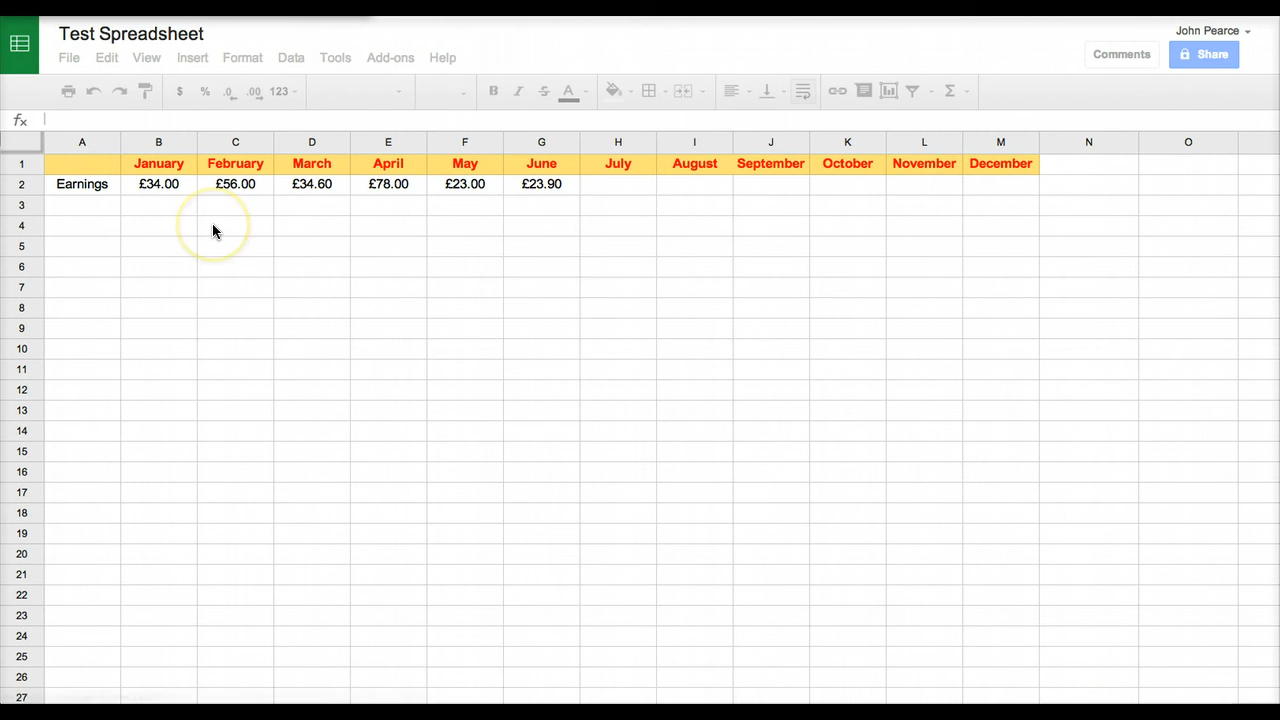 Test Spreadsheet
John Pearce
File Edit View Insert Format Data Tools Add-ons Help
Comments
Share
$ % .0 .00 123 B I S A Σ
fx
A B C D E F G H I J K L M N O
1 January February March April May June July August September October November December
2 Earnings £34.00 £56.00 £34.60 £78.00 £23.00 £23.90
3
4
5
6
7
8
9
10
11
12
13
14
15
16
17
18
19
20
21
22
23
24
25
26
27